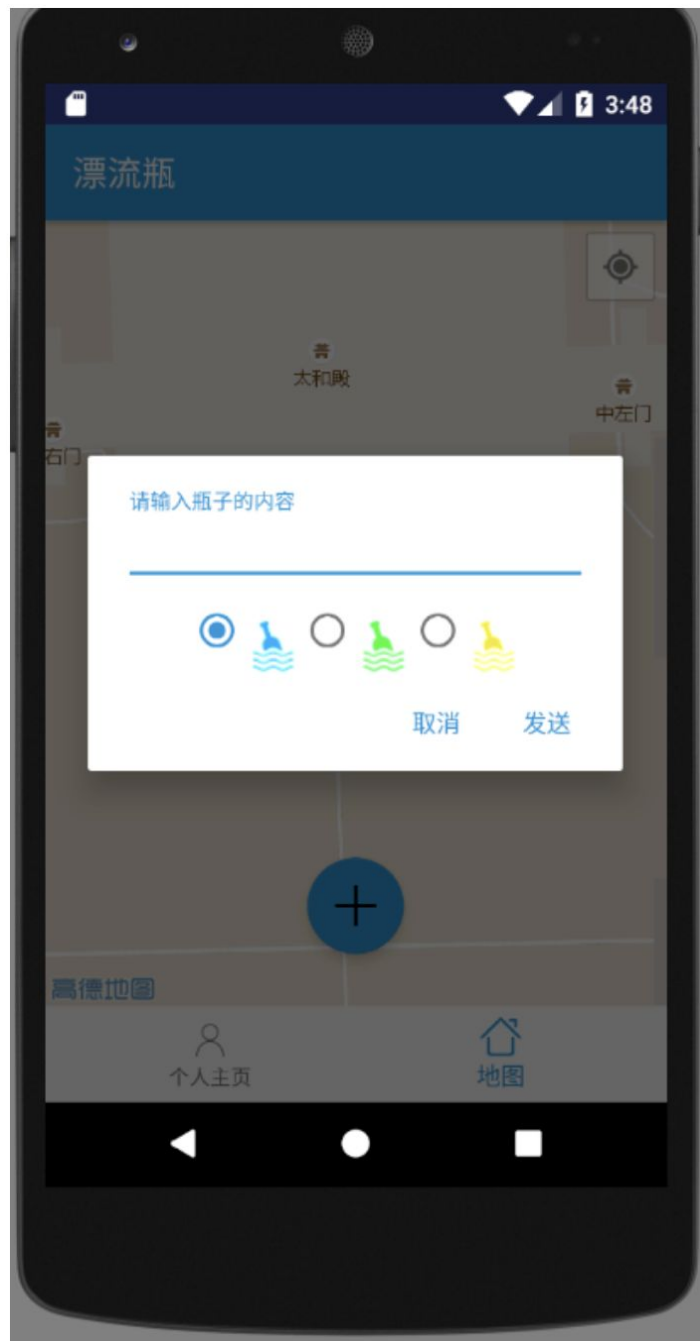 3:48
漂流瓶
太和殿
中左门
右门
请输入瓶子的内容
取消 发送
高德地图
个人主页 地图